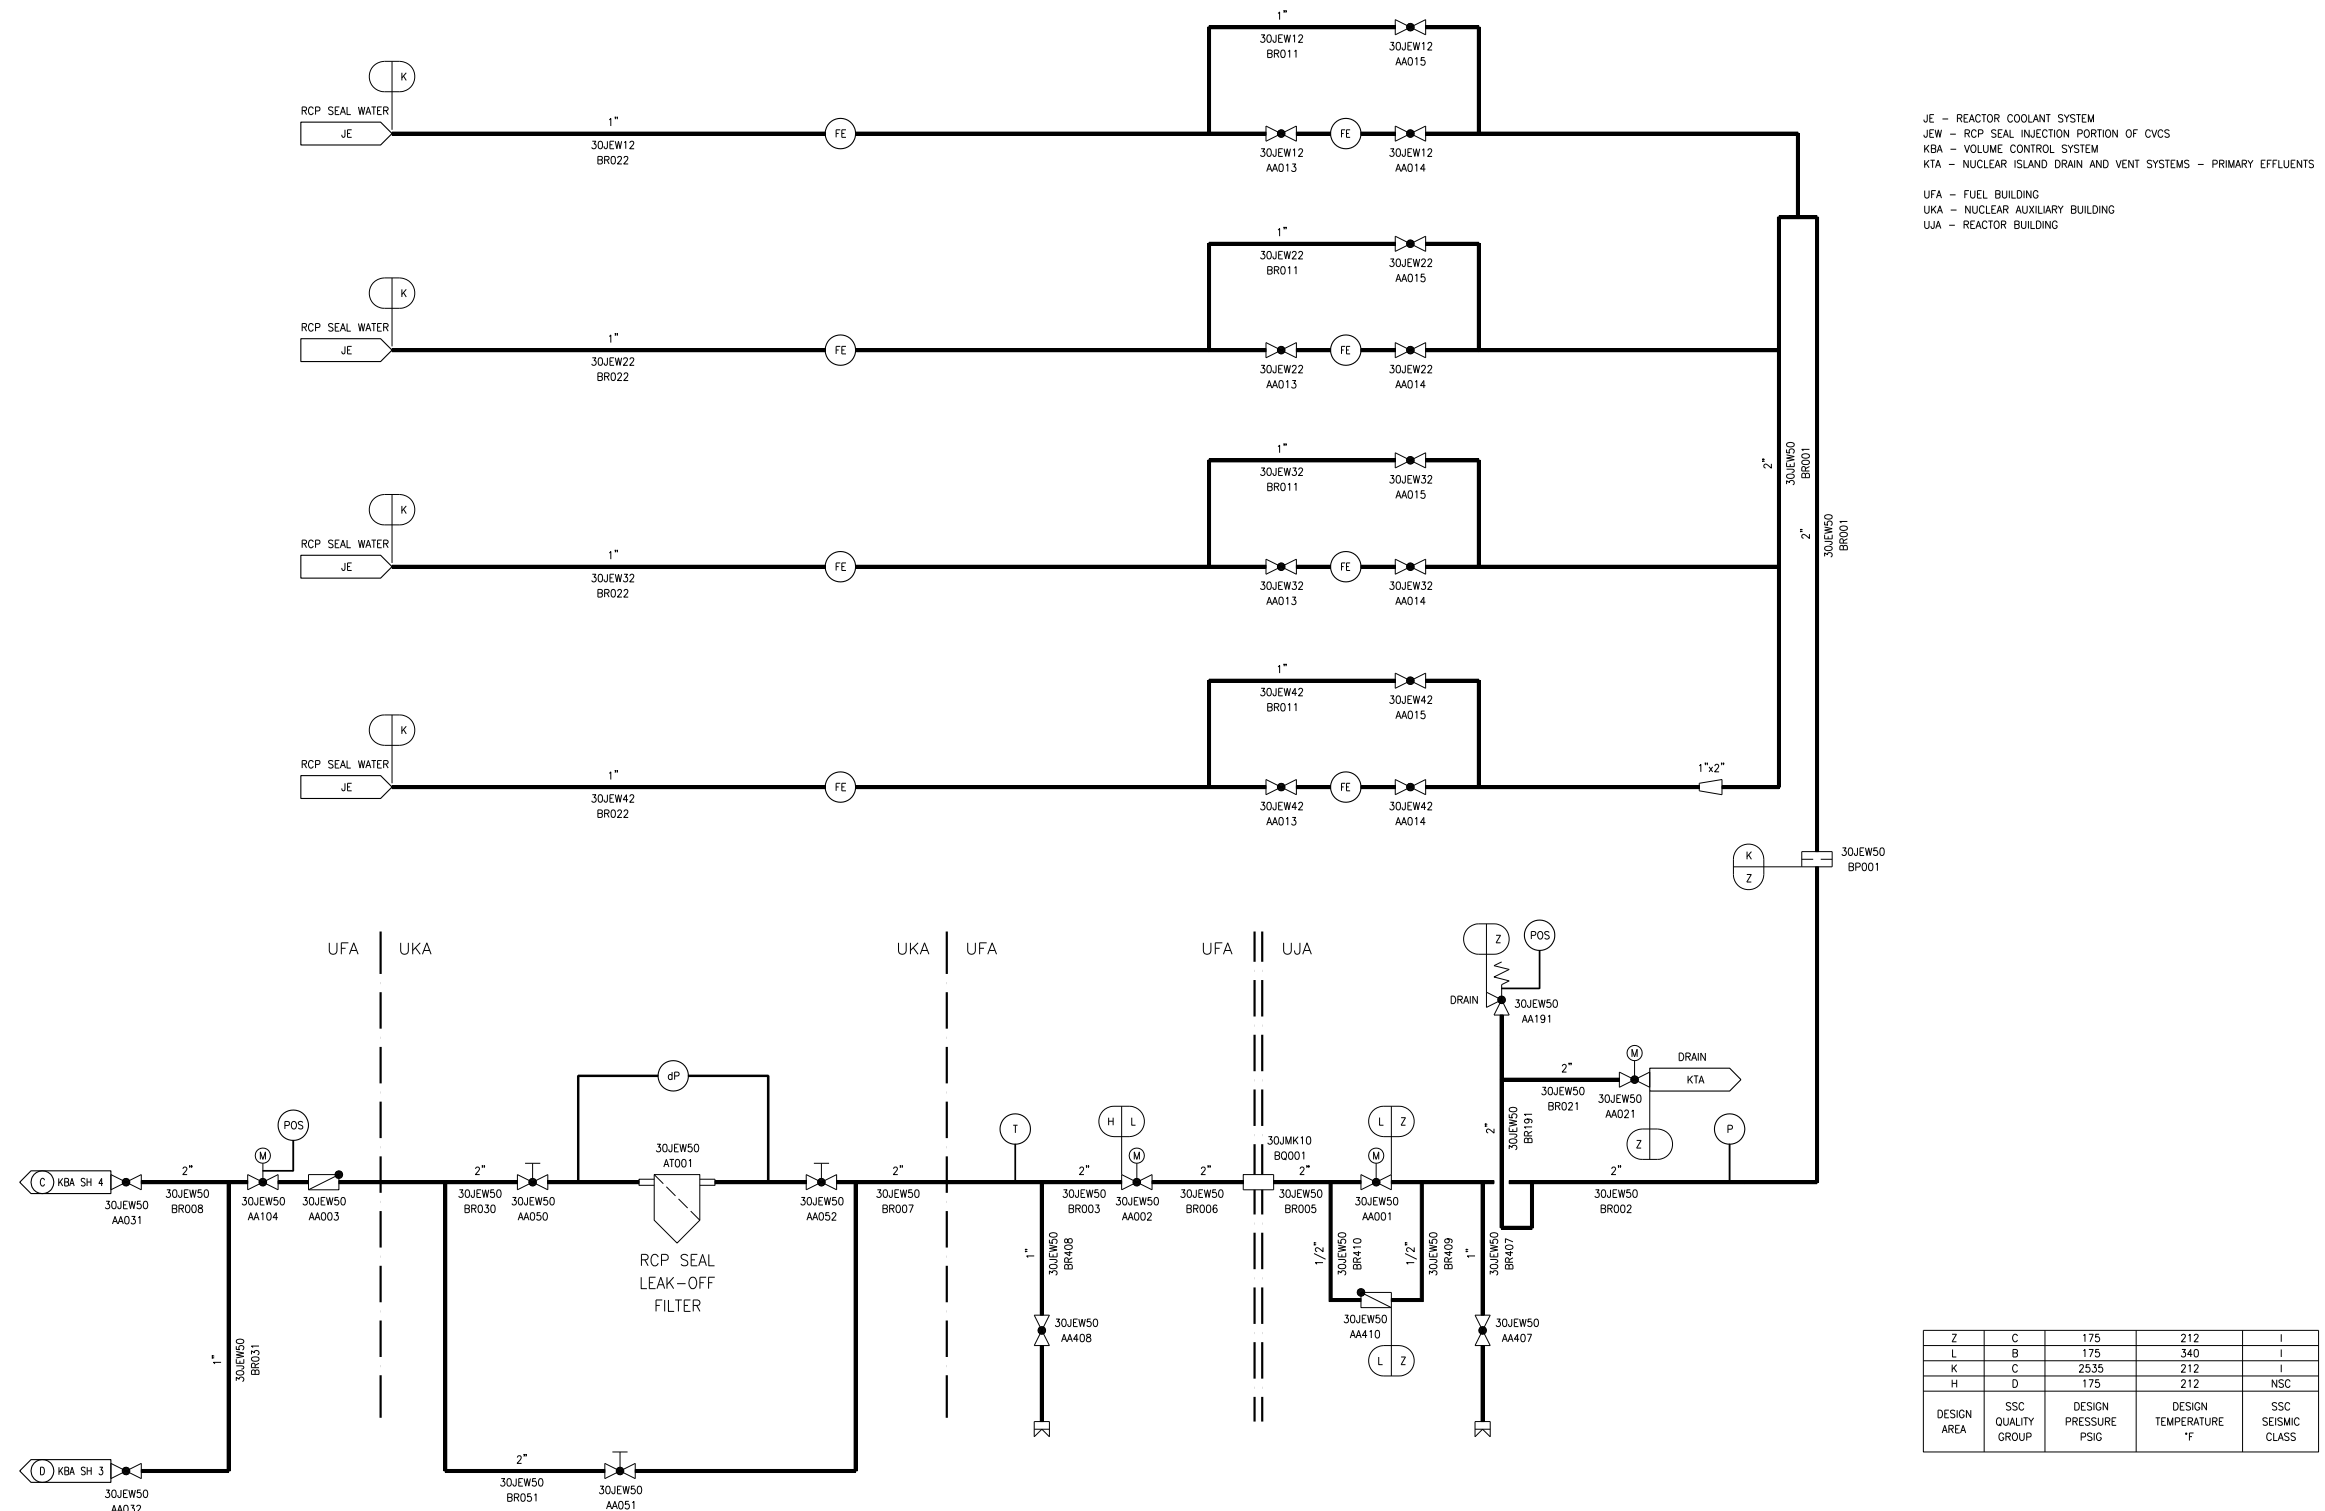 1"
30JEW12
BR011
30JEW12
AA015
K
RCP SEAL WATER
JE
1"
30JEW12
BR022
FE
30JEW12
AA013
FE
30JEW12
AA014
JE - REACTOR COOLANT SYSTEM
JEW - RCP SEAL INJECTION PORTION OF CVCS
KBA - VOLUME CONTROL SYSTEM
KTA - NUCLEAR ISLAND DRAIN AND VENT SYSTEMS - PRIMARY EFFLUENTS
UFA - FUEL BUILDING
UKA - NUCLEAR AUXILIARY BUILDING
UJA - REACTOR BUILDING
1"
30JEW22
BR011
30JEW22
AA015
K
RCP SEAL WATER
JE
1"
30JEW22
BR022
FE
30JEW22
AA013
FE
30JEW22
AA014
1"
30JEW32
BR011
30JEW32
AA015
K
RCP SEAL WATER
JE
1"
30JEW32
BR022
FE
30JEW32
AA013
FE
30JEW32
AA014
2"
30JEW50
BR001
2"
30JEW50
BR001
1"
30JEW42
BR011
30JEW42
AA015
K
RCP SEAL WATER
JE
1"
30JEW42
BR022
FE
30JEW42
AA013
FE
30JEW42
AA014
1"x2"
K
Z
30JEW50
BP001
UFA
UKA
UKA
UFA
UFA
UJA
Z
POS
DRAIN
30JEW50
AA191
M
DRAIN
KTA
2"
30JEW50
BR021
30JEW50
AA021
Z
2"
30JEW50
BR191
P
2"
30JEW50
BR002
C
KBA SH 4
30JEW50
AA031
2"
30JEW50
BR008
M
POS
30JEW50
AA104
30JEW50
AA003
2"
30JEW50
BR030
30JEW50
AA050
dP
30JEW50
AT001
RCP SEAL
LEAK-OFF
FILTER
30JEW50
AA052
2"
30JEW50
BR007
T
2"
30JEW50
BR003
H
L
M
30JEW50
AA002
2"
30JEW50
BR006
30JMK10
BQ001
2"
30JEW50
BR005
L
Z
M
30JEW50
AA001
1"
30JEW50
BR408
30JEW50
AA408
1/2"
30JEW50
BR410
1/2"
30JEW50
BR409
30JEW50
AA410
L
Z
1"
30JEW50
BR407
30JEW50
AA407
1"
30JEW50
BR031
D
KBA SH 3
30JEW50
AA032
2"
30JEW50
BR051
30JEW50
AA051
Z C 175 212 I
L B 175 340 I
K C 2535 212 I
H D 175 212 NSC
DESIGN AREA
SSC QUALITY GROUP
DESIGN PRESSURE PSIG
DESIGN TEMPERATURE °F
SSC SEISMIC CLASS